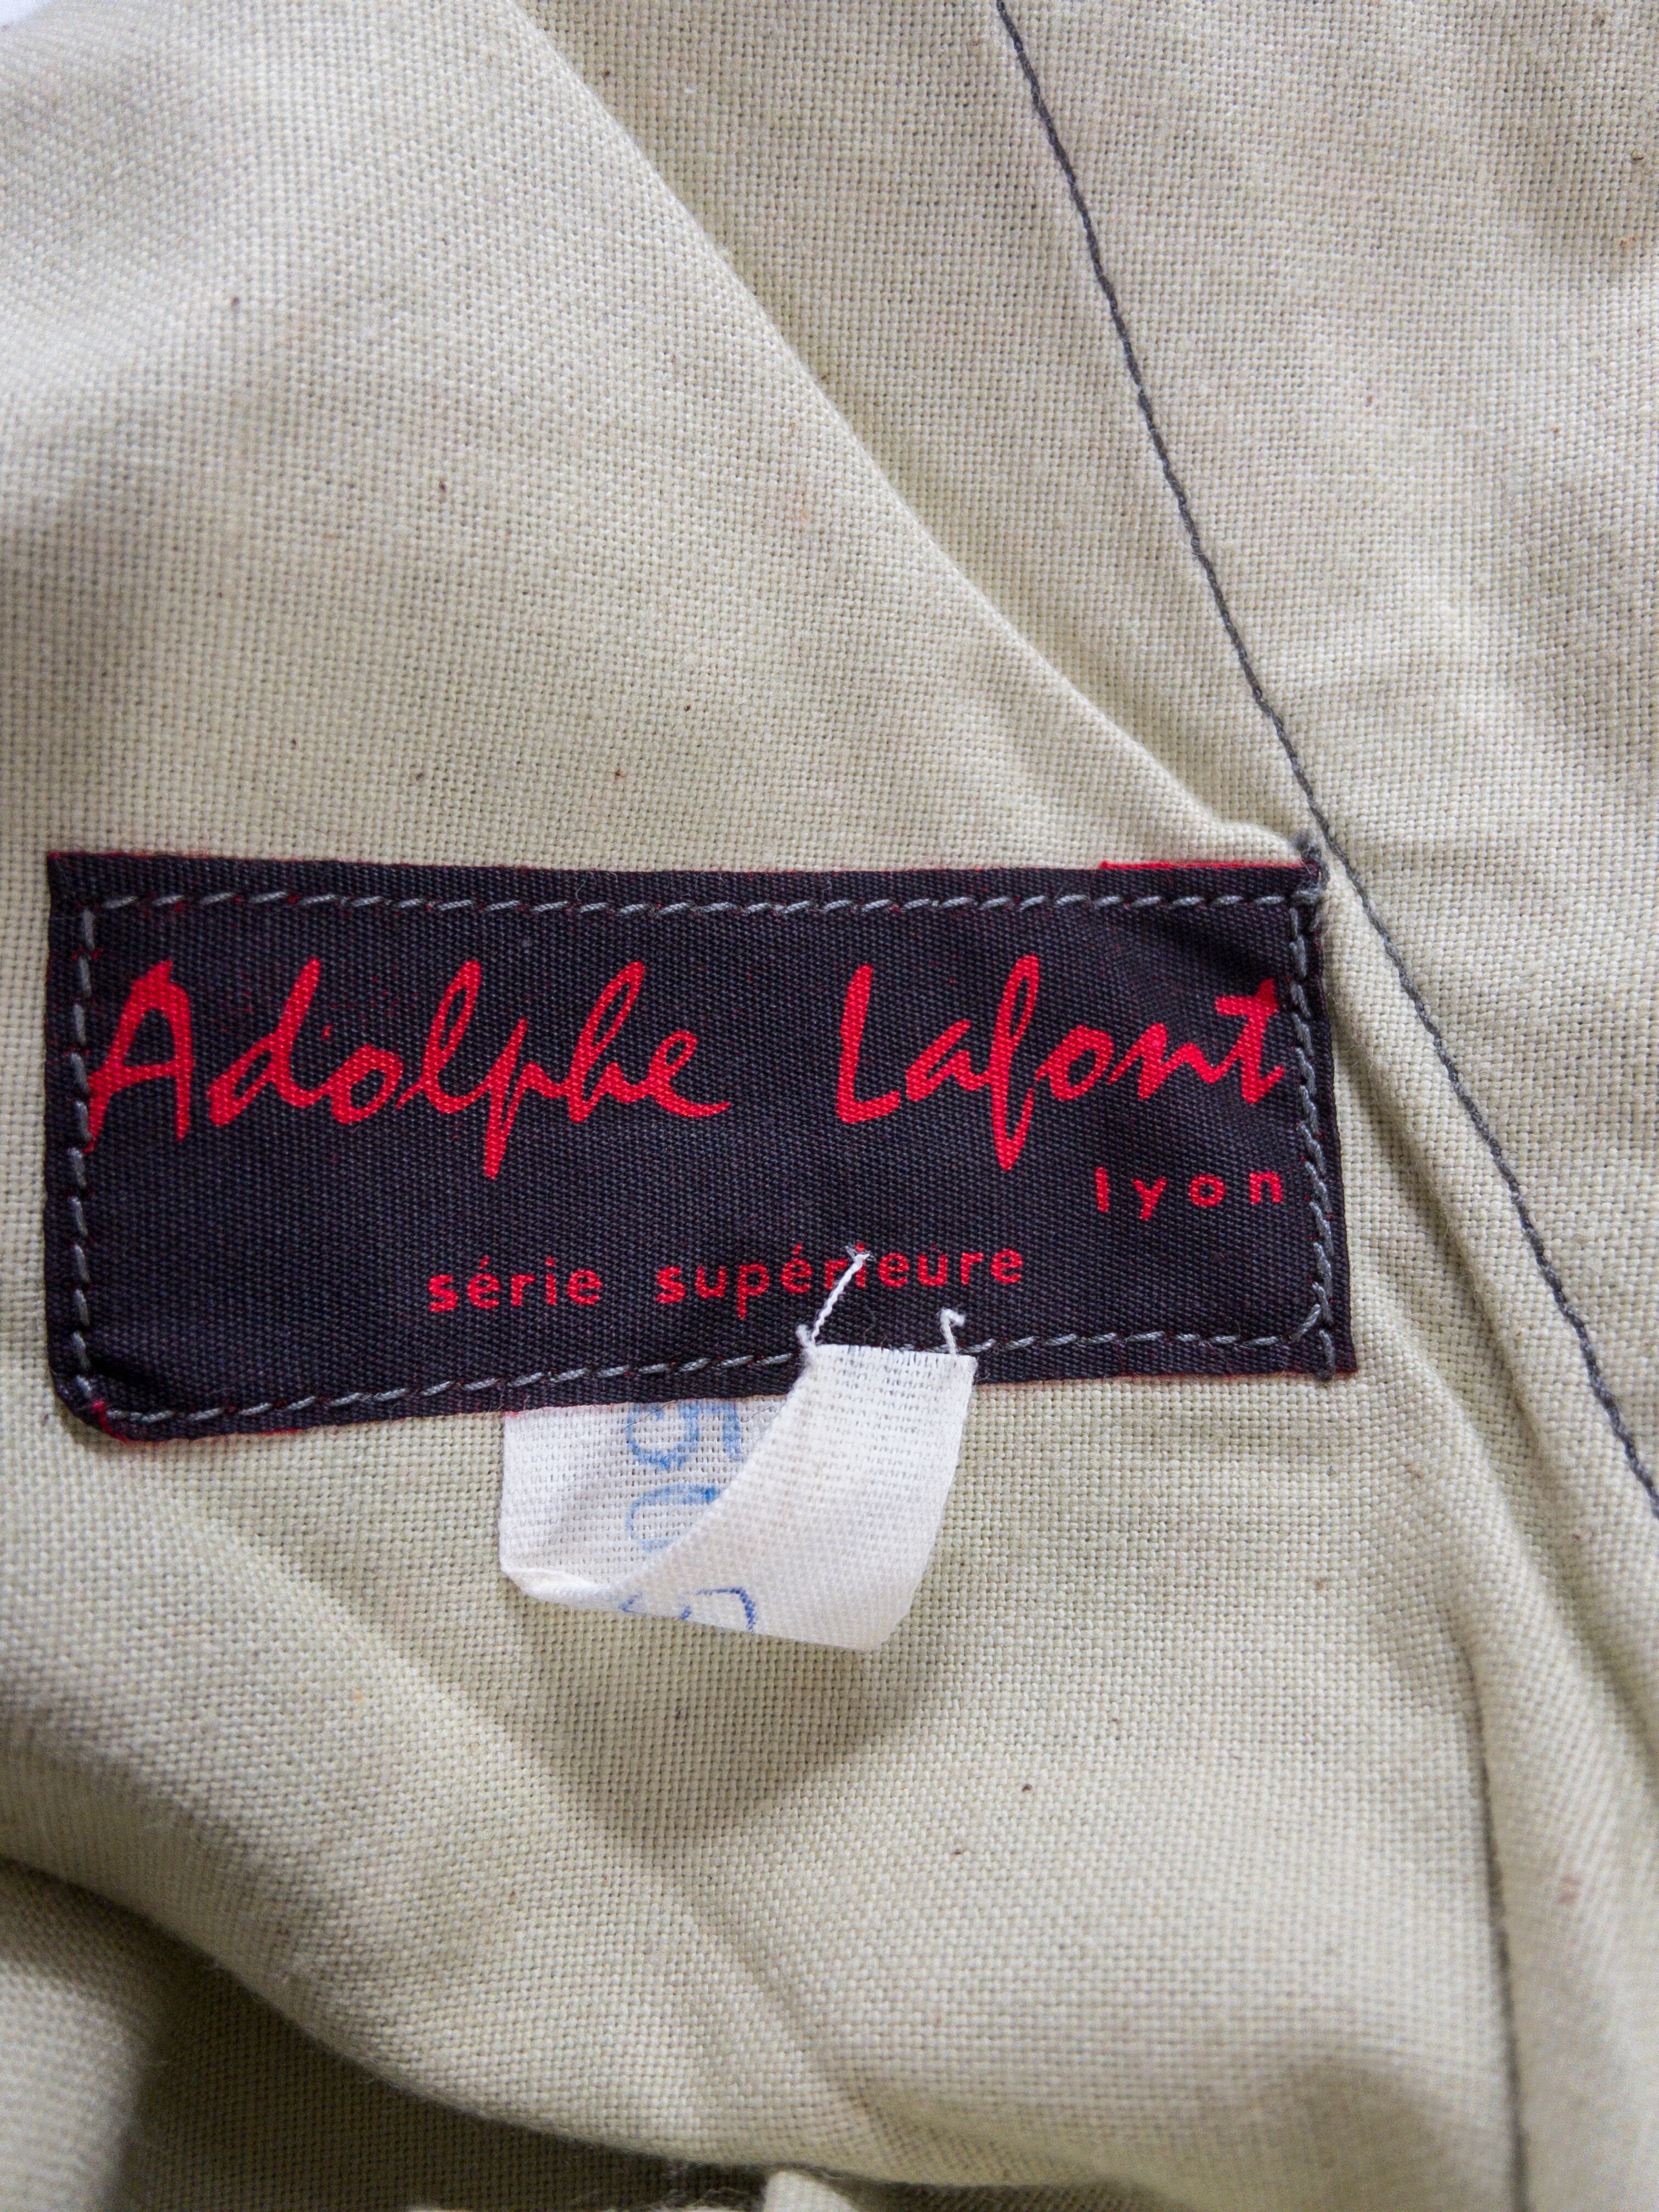 Adolphe Lafont
lyon
série supérieure